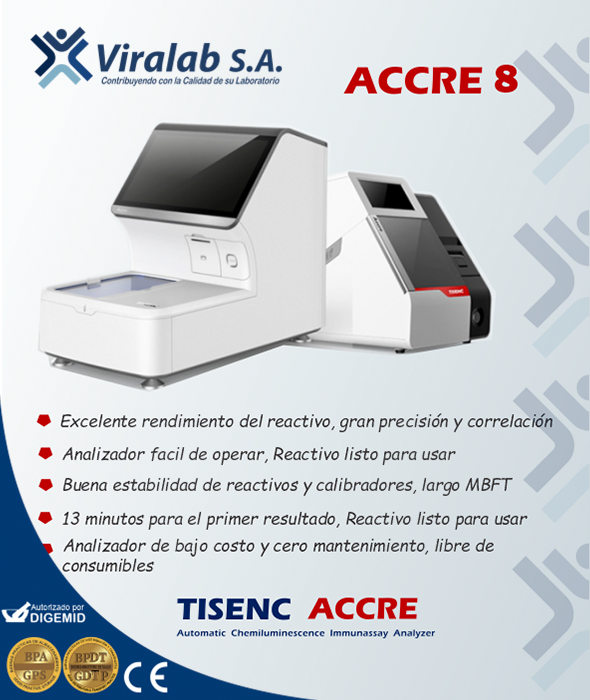 Viralab S.A.
Contribuyendo con la Calidad de su Laboratorio
ACCRE 8
TISENC
Excelente rendimiento del reactivo, gran precisión y correlación
Analizador facil de operar, Reactivo listo para usar
Buena estabilidad de reactivos y calibradores, largo MBFT
13 minutos para el primer resultado, Reactivo listo para usar
Analizador de bajo costo y cero mantenimiento, libre de
consumibles
TISENC ACCRE
Automatic Chemiluminescence Immunassay Analyzer
Autorizado por
DIGEMID
BPA
GPS
BPDT
GDTP
CE